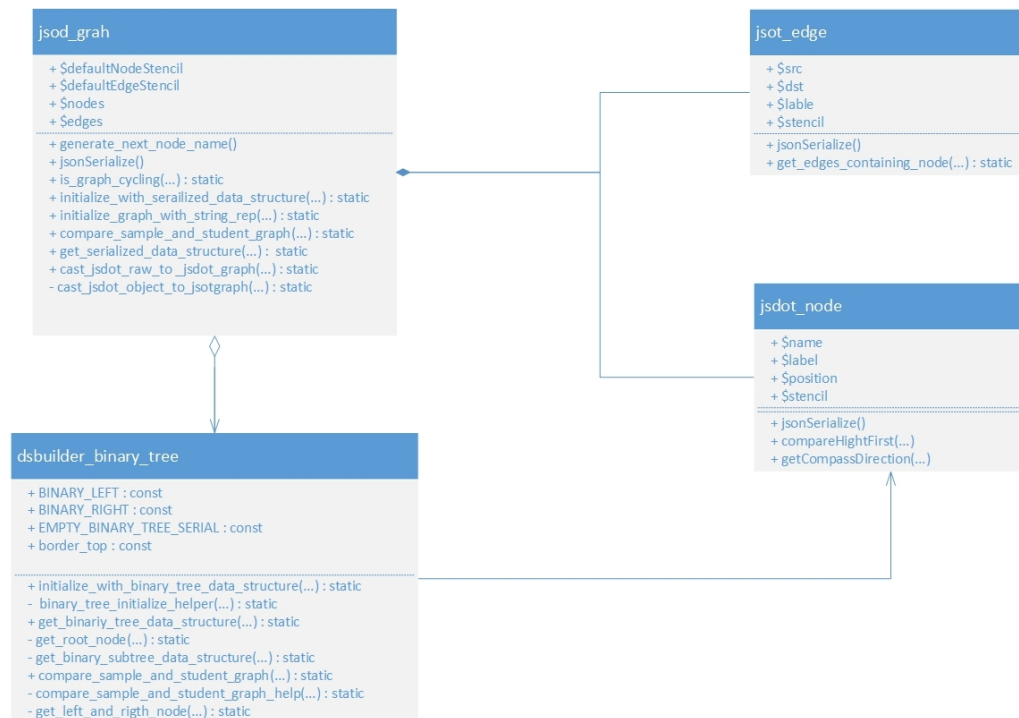 jsod_grah
+ $defaultNodeStencil
+ $defaultEdgeStencil
+ $nodes
+ $edges
+ generate_next_node_name()
+ jsonSerialize()
+ is_graph_cycling(...) : static
+ initialize_with_serailized_data_structure(...) : static
+ initialize_graph_with_string_rep(...) : static
+ compare_sample_and_student_graph(...) : static
+ get_serialized_data_structure(...) :  static
+ cast_jsdot_raw_to _jsdot_graph(...) : static
- cast_jsdot_object_to_jsotgraph(...) : static
jsot_edge
+ $src
+ $dst
+ $lable
+ $stencil
+ jsonSerialize()
+ get_edges_containing_node(...) : static
jsdot_node
+ $name
+ $label
+ $position
+ $stencil
+ jsonSerialize()
+ compareHightFirst(...)
+ getCompassDirection(...)
dsbuilder_binary_tree
+ BINARY_LEFT : const
+ BINARY_RIGHT : const
+ EMPTY_BINARY_TREE_SERIAL : const
+ border_top : const
+ initialize_with_binary_tree_data_structure(...) : static
-  binary_tree_initialize_helper(...) : static
+ get_binariy_tree_data_structure(...) : static
- get_root_node(...) : static
- get_binary_subtree_data_structure(...) : static
+ compare_sample_and_student_graph(...) : static
- compare_sample_and_student_graph_help(...) : static
- get_left_and_rigth_node(...) : static